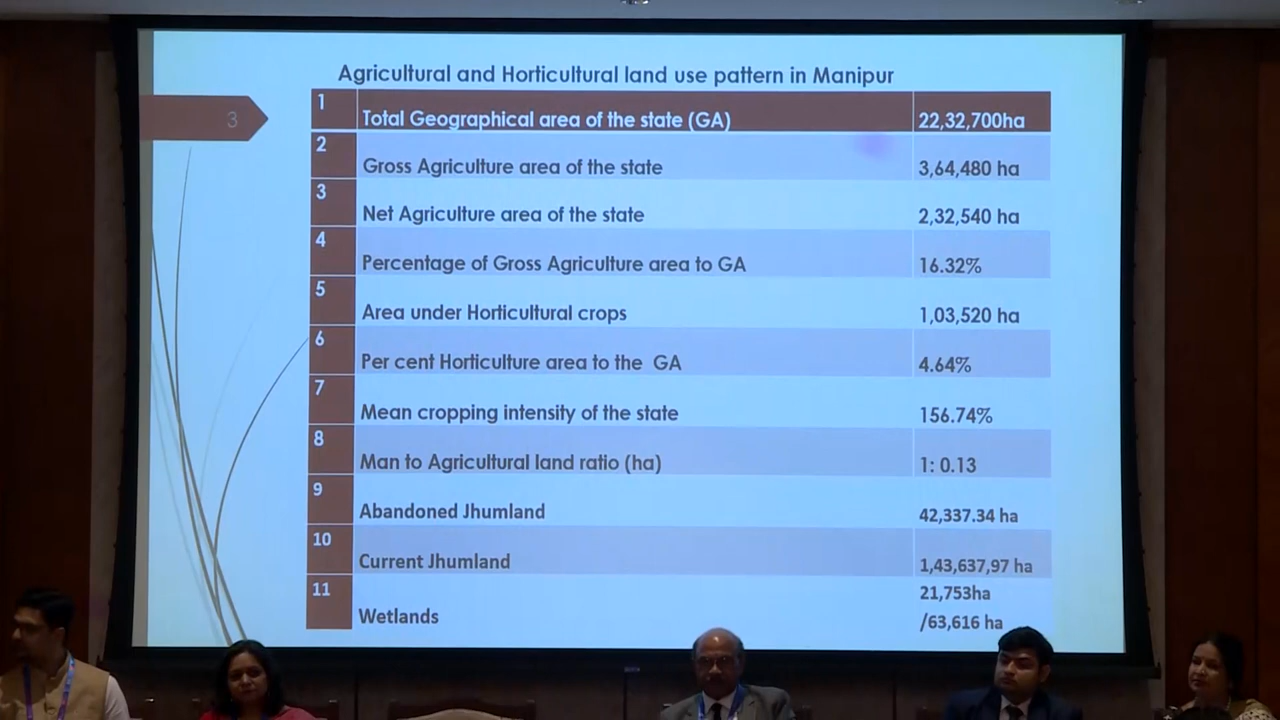 Agricultural and Horticultural land use pattern in Manipur
3
1 Total Geographical area of the state (GA) 22,32,700ha
2 Gross Agriculture area of the state 3,64,480 ha
3 Net Agriculture area of the state 2,32,540 ha
4 Percentage of Gross Agriculture area to GA 16.32%
5 Area under Horticultural crops 1,03,520 ha
6 Per cent Horticulture area to the GA 4.64%
7 Mean cropping intensity of the state 156.74%
8 Man to Agricultural land ratio (ha) 1: 0.13
9 Abandoned Jhumland 42,337.34 ha
10 Current Jhumland 1,43,637,97 ha
11 Wetlands 21,753ha
/63,616 ha